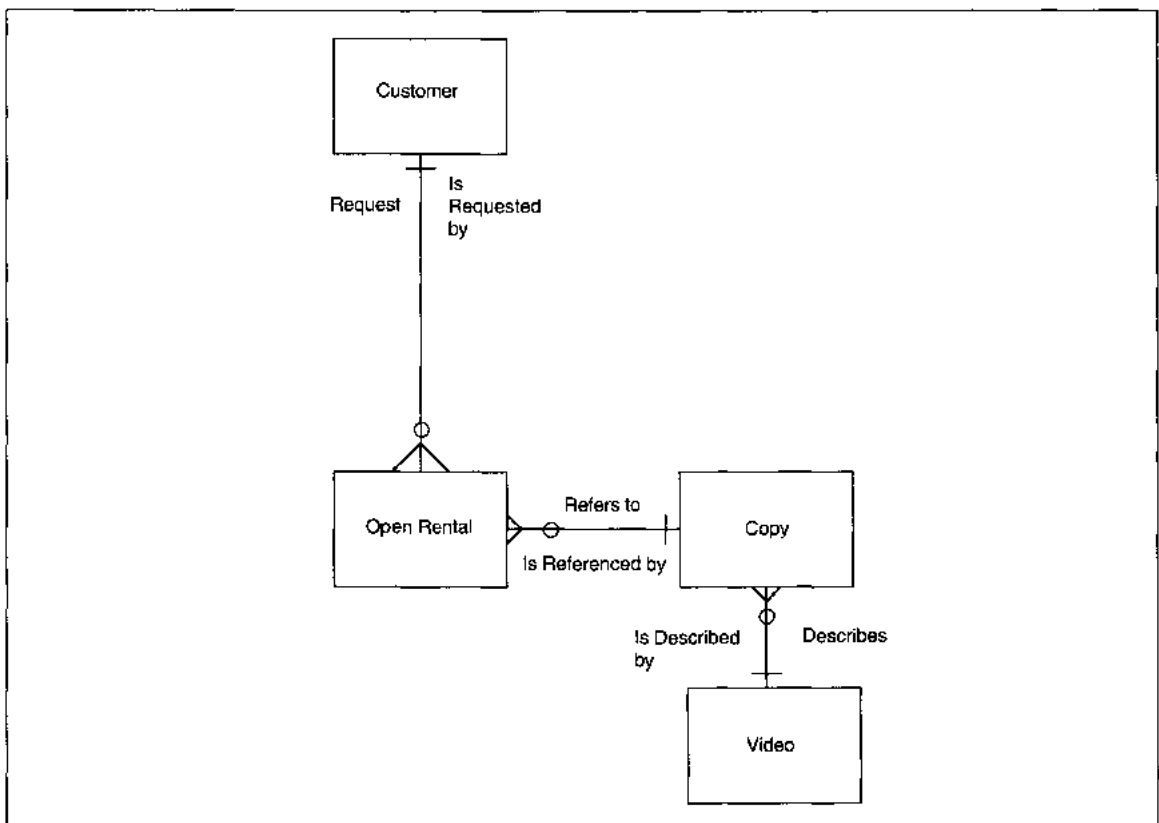 Customer
Request
Is
Requested
by
Open Rental
Refers to
Is Referenced by
Copy
Is Described
by
Describes
Video